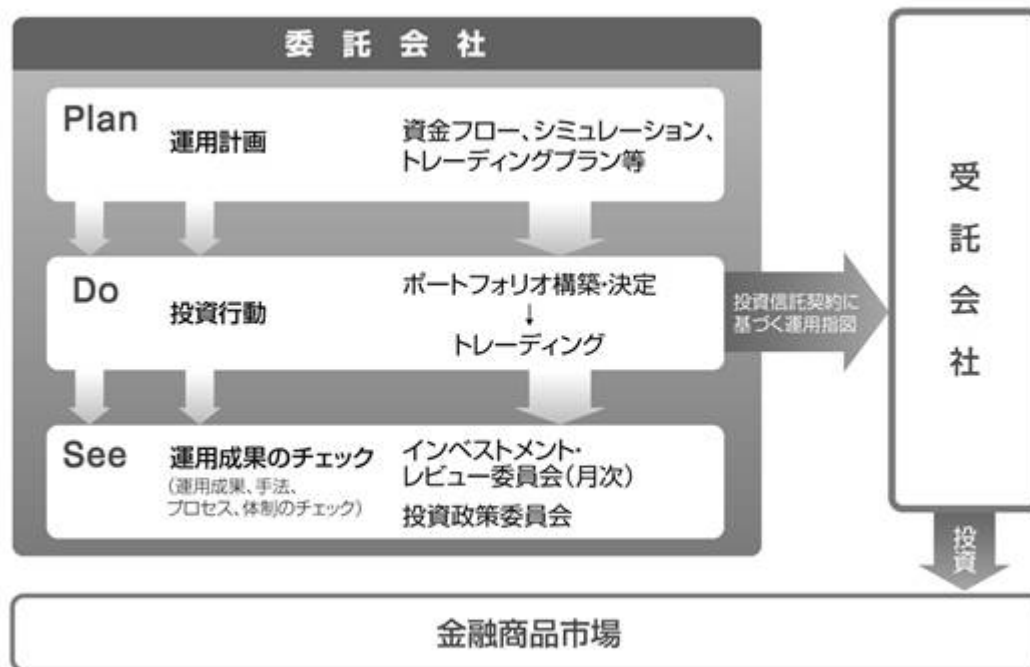 委託会社
Plan
運用計画
資金フロー、シミュレーション、
トレーディングプラン等
Do
投資行動
ポートフォリオ構築・決定
↓
トレーディング
See
運用成果のチェック
(運用成果、手法、
プロセス、体制のチェック)
インベストメント・
レビュー委員会(月次)
投資政策委員会
投資信託契約に
基づく運用指図
受託会社
投資
金融商品市場